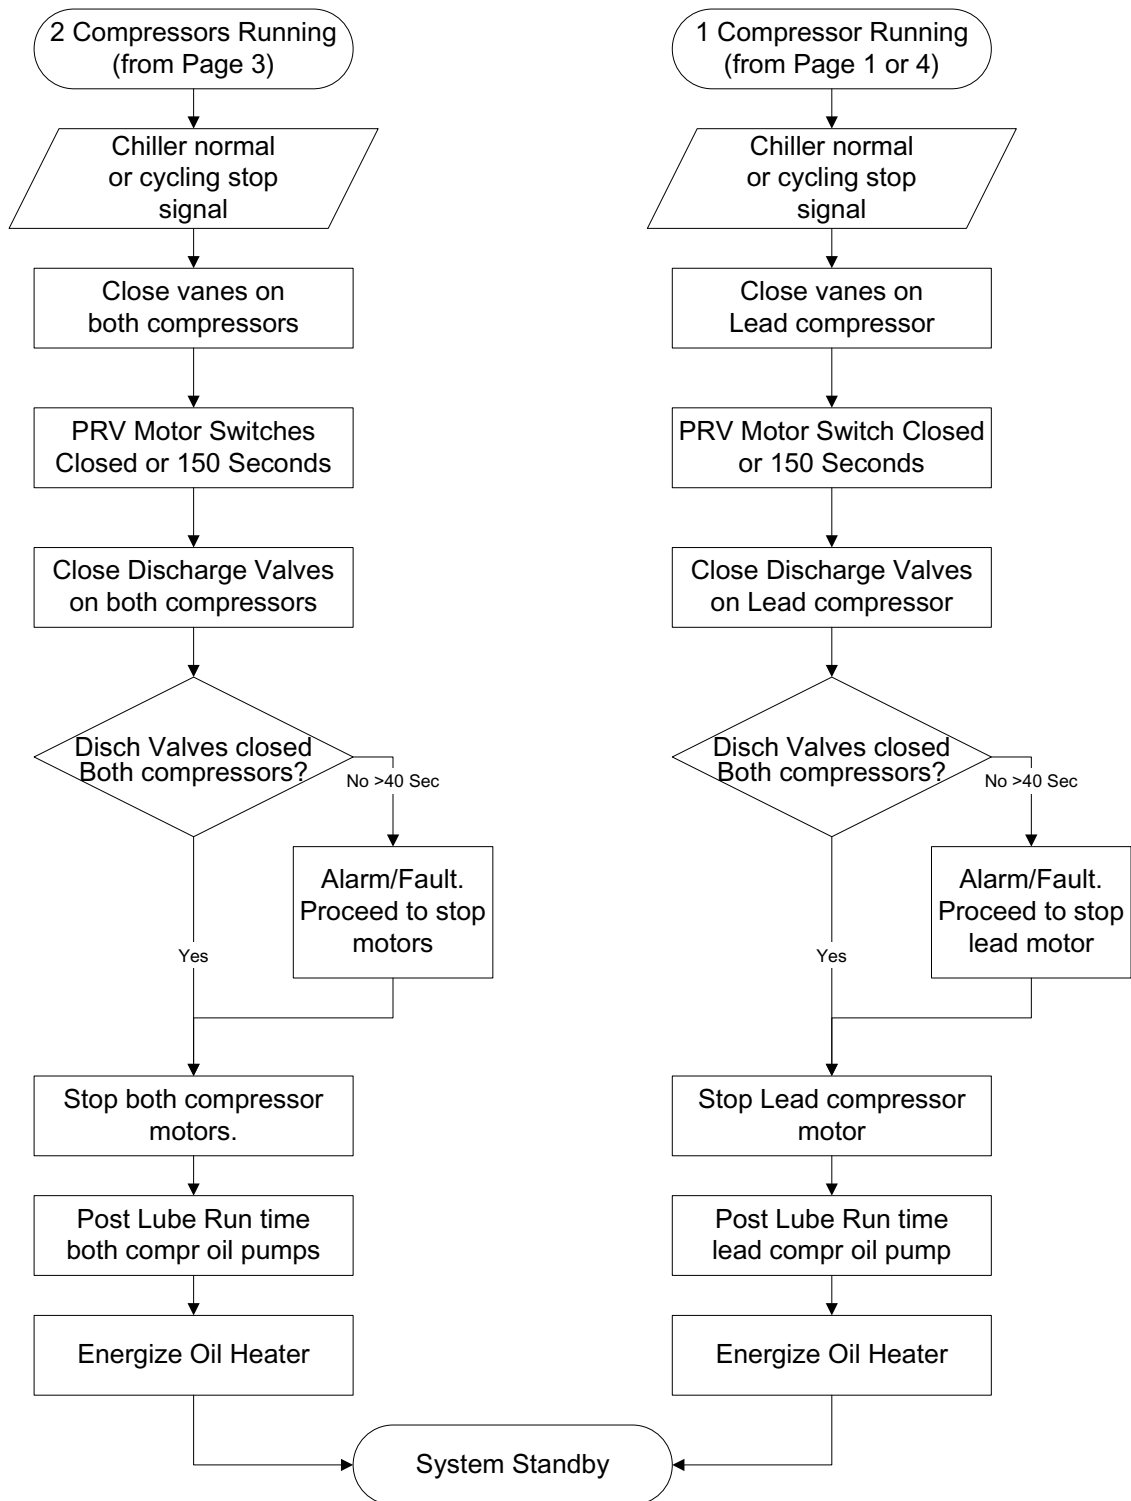 2 Compressors Running
(from Page 3)
Chiller normal
or cycling stop
signal
Close vanes on
both compressors
PRV Motor Switches
Closed or 150 Seconds
Close Discharge Valves
on both compressors
Disch Valves closed
Both compressors?
No >40 Sec
Alarm/Fault.
Proceed to stop
motors
Yes
Stop both compressor
motors.
Post Lube Run time
both compr oil pumps
Energize Oil Heater
1 Compressor Running
(from Page 1 or 4)
Chiller normal
or cycling stop
signal
Close vanes on
Lead compressor
PRV Motor Switch Closed
or 150 Seconds
Close Discharge Valves
on Lead compressor
Disch Valves closed
Both compressors?
No >40 Sec
Alarm/Fault.
Proceed to stop
lead motor
Yes
Stop Lead compressor
motor
Post Lube Run time
lead compr oil pump
Energize Oil Heater
System Standby